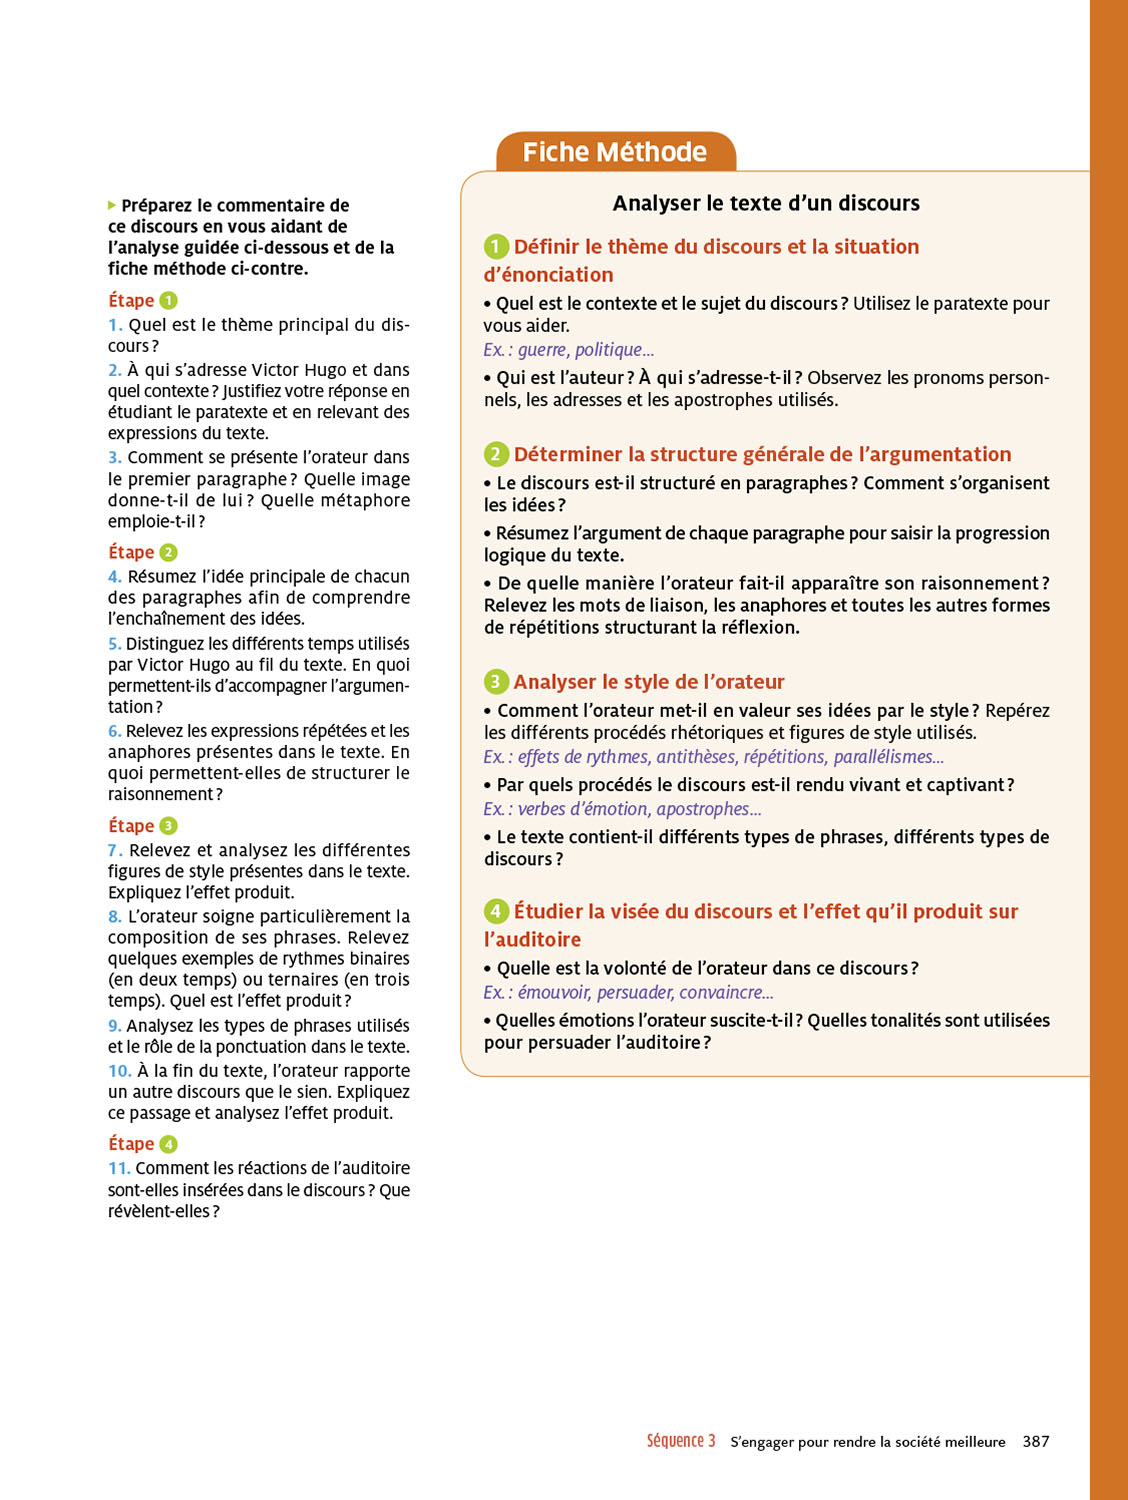 ▸ Préparez le commentaire de
ce discours en vous aidant de
l'analyse guidée ci-dessous et de la
fiche méthode ci-contre.
Étape 1
1. Quel est le thème principal du dis-
cours ?
2. À qui s'adresse Victor Hugo et dans
quel contexte ? Justifiez votre réponse en
étudiant le paratexte et en relevant des
expressions du texte.
3. Comment se présente l'orateur dans
le premier paragraphe ? Quelle image
donne-t-il de lui ? Quelle métaphore
emploie-t-il ?
Étape 2
4. Résumez l'idée principale de chacun
des paragraphes afin de comprendre
l'enchaînement des idées.
5. Distinguez les différents temps utilisés
par Victor Hugo au fil du texte. En quoi
permettent-ils d'accompagner l'argumen-
tation ?
6. Relevez les expressions répétées et les
anaphores présentes dans le texte. En
quoi permettent-elles de structurer le
raisonnement ?
Étape 3
7. Relevez et analysez les différentes
figures de style présentes dans le texte.
Expliquez l'effet produit.
8. L'orateur soigne particulièrement la
composition de ses phrases. Relevez
quelques exemples de rythmes binaires
(en deux temps) ou ternaires (en trois
temps). Quel est l'effet produit ?
9. Analysez les types de phrases utilisés
et le rôle de la ponctuation dans le texte.
10. À la fin du texte, l'orateur rapporte
un autre discours que le sien. Expliquez
ce passage et analysez l'effet produit.
Étape 4
11. Comment les réactions de l'auditoire
sont-elles insérées dans le discours ? Que
révèlent-elles ?
Fiche Méthode
Analyser le texte d'un discours
1 Définir le thème du discours et la situation
d'énonciation
• Quel est le contexte et le sujet du discours ? Utilisez le paratexte pour
vous aider.
Ex. : guerre, politique...
• Qui est l'auteur ? À qui s'adresse-t-il ? Observez les pronoms person-
nels, les adresses et les apostrophes utilisés.
2 Déterminer la structure générale de l'argumentation
• Le discours est-il structuré en paragraphes ? Comment s'organisent
les idées ?
• Résumez l'argument de chaque paragraphe pour saisir la progression
logique du texte.
• De quelle manière l'orateur fait-il apparaître son raisonnement ?
Relevez les mots de liaison, les anaphores et toutes les autres formes
de répétitions structurant la réflexion.
3 Analyser le style de l'orateur
• Comment l'orateur met-il en valeur ses idées par le style ? Repérez
les différents procédés rhétoriques et figures de style utilisés.
Ex. : effets de rythmes, antithèses, répétitions, parallélismes...
• Par quels procédés le discours est-il rendu vivant et captivant ?
Ex. : verbes d'émotion, apostrophes...
• Le texte contient-il différents types de phrases, différents types de
discours ?
4 Étudier la visée du discours et l'effet qu'il produit sur
l'auditoire
• Quelle est la volonté de l'orateur dans ce discours ?
Ex. : émouvoir, persuader, convaincre...
• Quelles émotions l'orateur suscite-t-il ? Quelles tonalités sont utilisées
pour persuader l'auditoire ?
Séquence 3 S'engager pour rendre la société meilleure 387